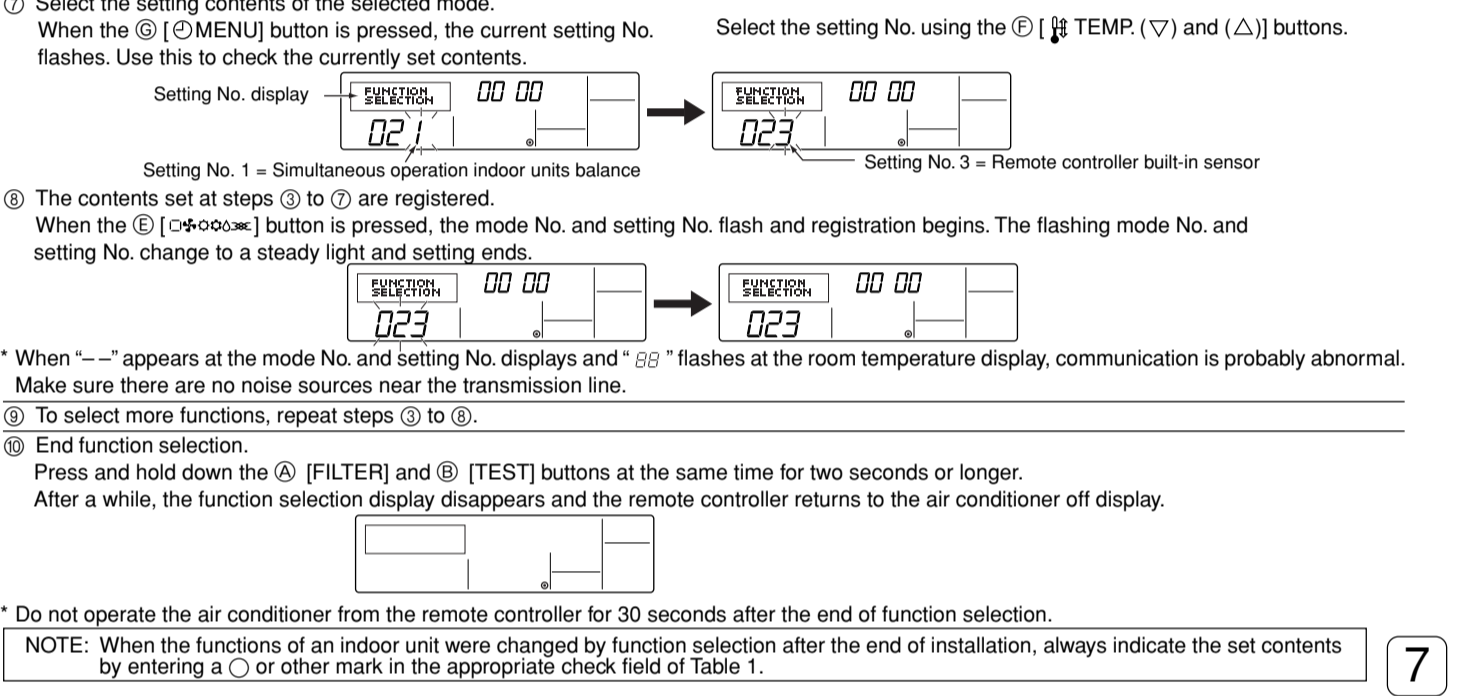 ⑦ Select the setting contents of the selected mode.
When the Ⓖ [⏲MENU] button is pressed, the current setting No.
flashes. Use this to check the currently set contents.
Select the setting No. using the Ⓕ [ TEMP. (▽) and (△)] buttons.
Setting No. display
FUNCTION
SELECTION
00 00
021
FUNCTION
SELECTION
00 00
023
Setting No. 1 = Simultaneous operation indoor units balance
Setting No. 3 = Remote controller built-in sensor
⑧ The contents set at steps ③ to ⑦ are registered.
When the Ⓔ [] button is pressed, the mode No. and setting No. flash and registration begins. The flashing mode No. and
setting No. change to a steady light and setting ends.
FUNCTION
SELECTION
00 00
023
FUNCTION
SELECTION
00 00
023
* When “– –” appears at the mode No. and setting No. displays and “ 88 ” flashes at the room temperature display, communication is probably abnormal.
Make sure there are no noise sources near the transmission line.
⑨ To select more functions, repeat steps ③ to ⑧.
⑩ End function selection.
Press and hold down the Ⓐ [FILTER] and Ⓑ [TEST] buttons at the same time for two seconds or longer.
After a while, the function selection display disappears and the remote controller returns to the air conditioner off display.
* Do not operate the air conditioner from the remote controller for 30 seconds after the end of function selection.
NOTE: When the functions of an indoor unit were changed by function selection after the end of installation, always indicate the set contents
by entering a ○ or other mark in the appropriate check field of Table 1.
7